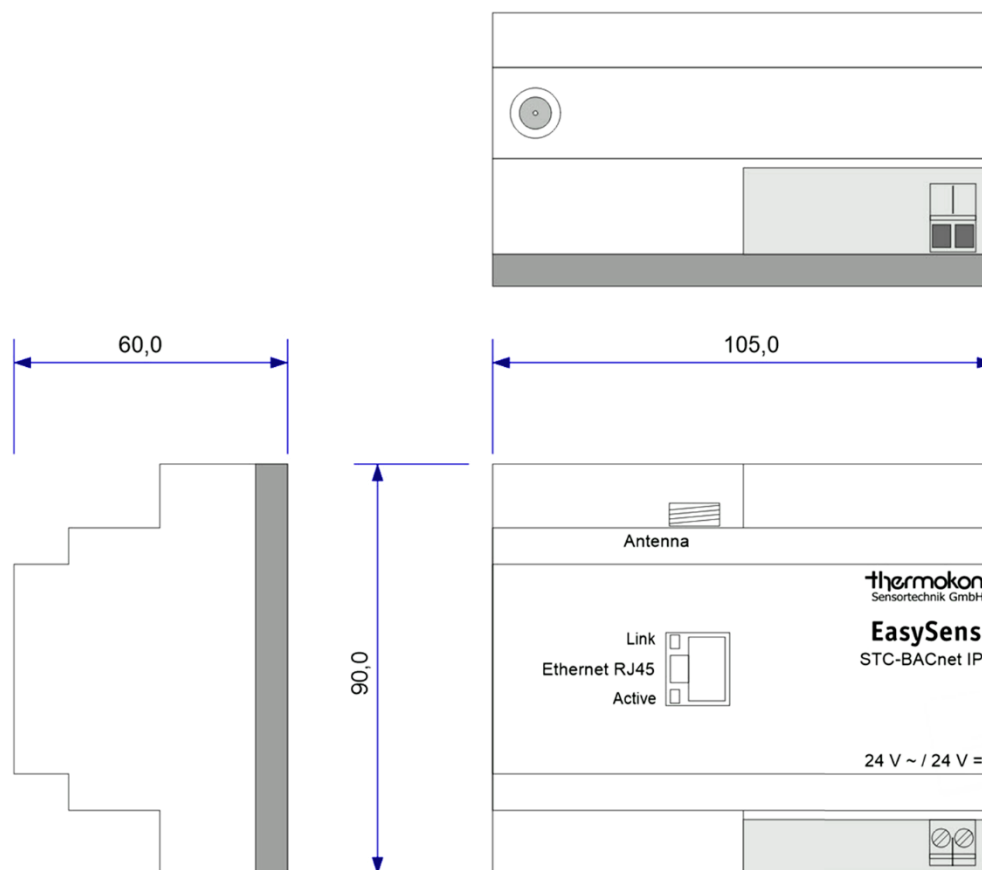 60,0
105,0
90,0
Antenna
thermokon
Sensortechnik GmbH
EasySens
STC-BACnet IP
Link
Ethernet RJ45
Active
24 V ~ / 24 V =